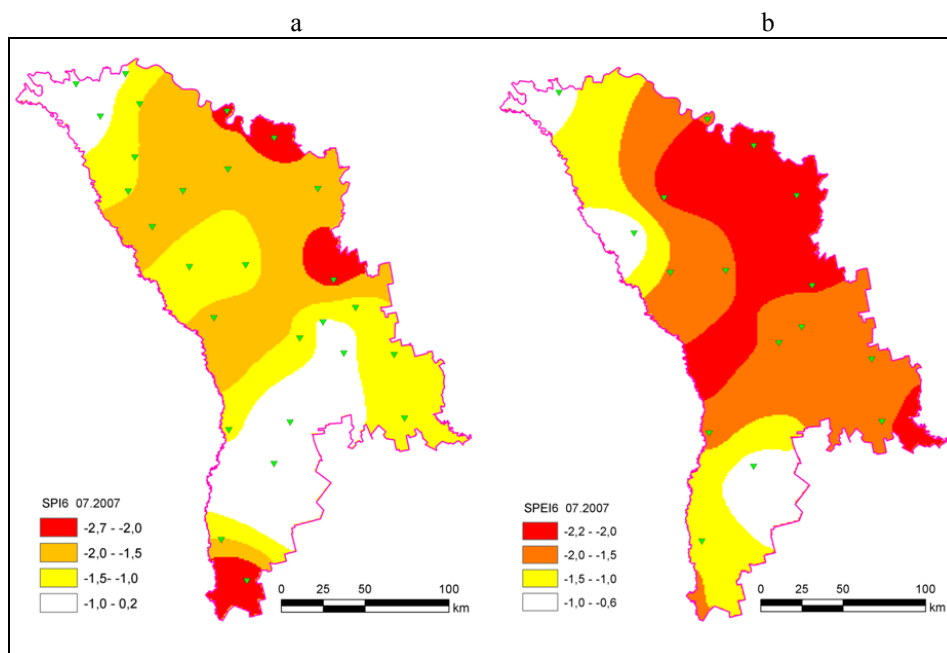 a
b
SPI6 07.2007
-2,7 - -2,0
-2,0 - -1,5
-1,5- -1,0
-1,0 - 0,2
0 25 50 100
km
SPEI6 07.2007
-2,2 - -2,0
-2,0 - -1,5
-1,5 - -1,0
-1,0 - -0,6
0 25 50 100
km